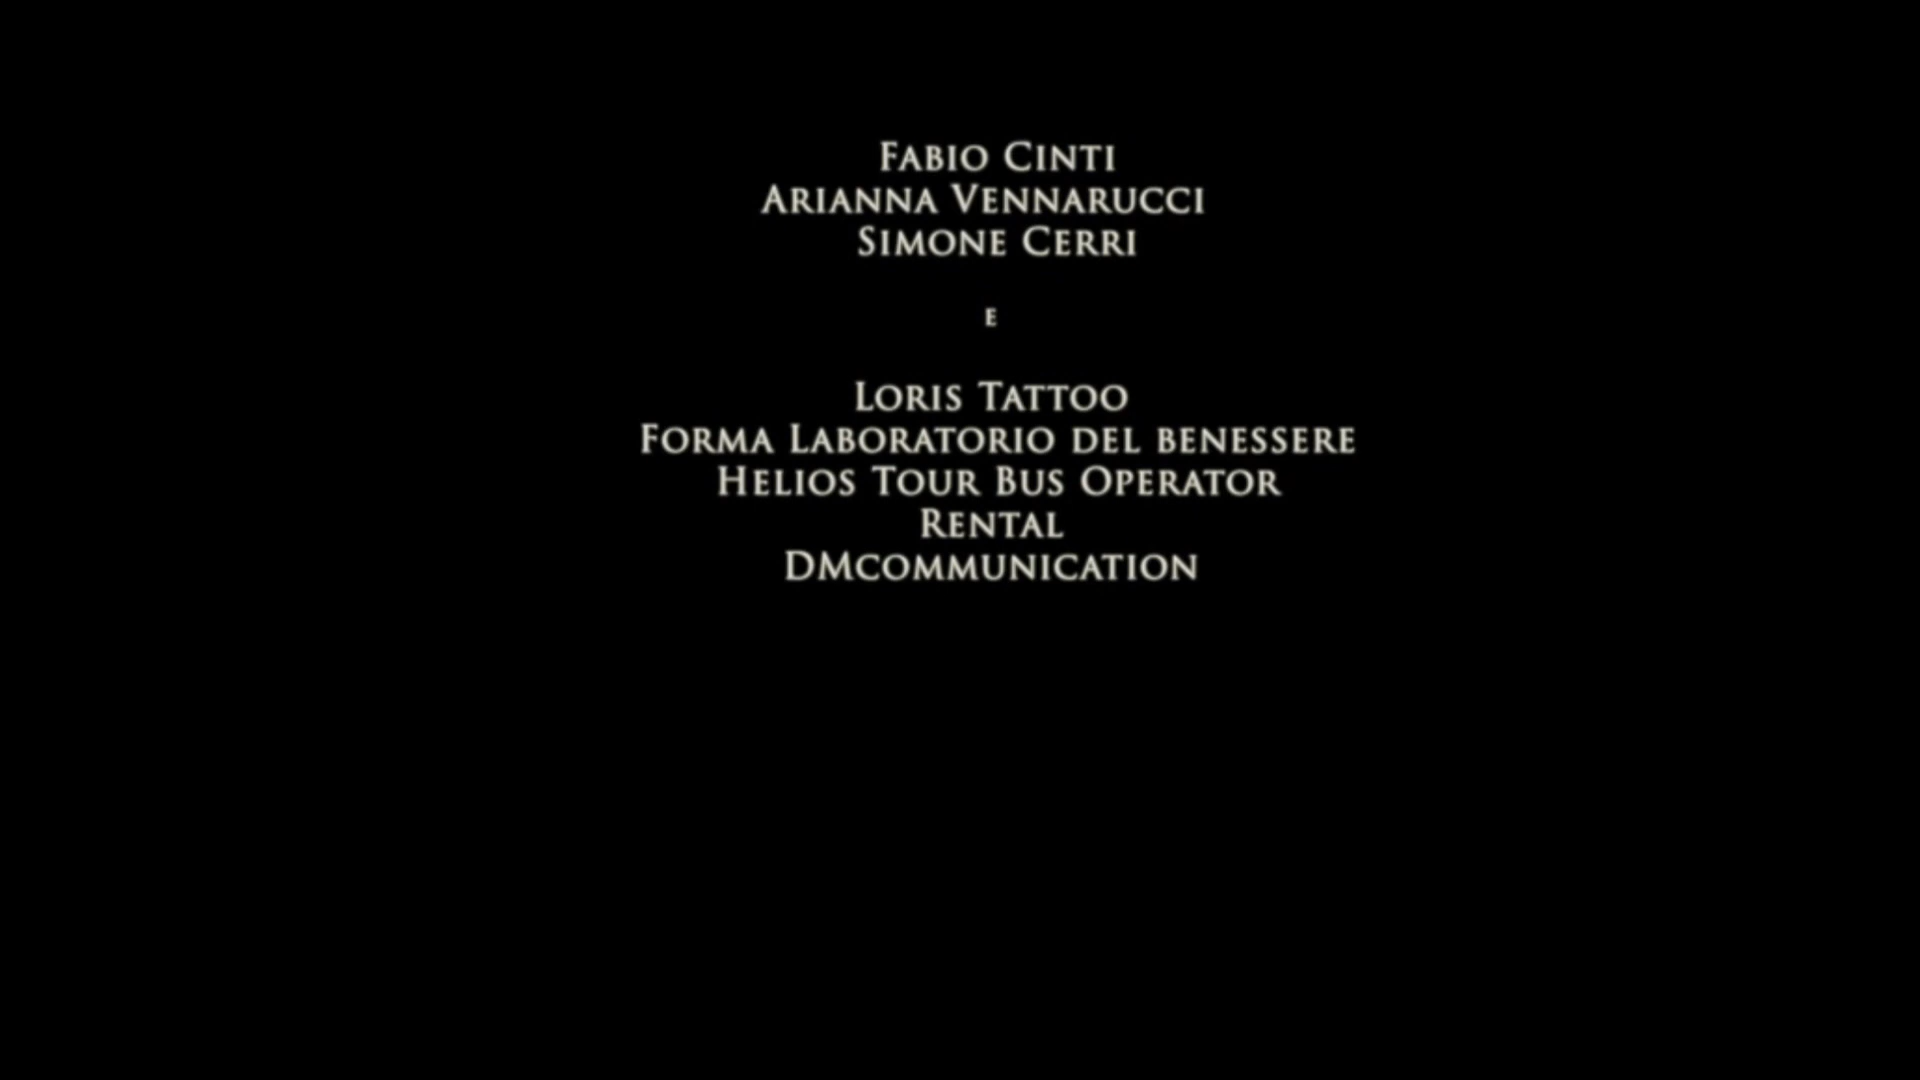 Fabio Cinti
Arianna Vennarucci
Simone Cerri
E
Loris Tattoo
Forma Laboratorio del benessere
Helios Tour Bus Operator
Rental
DMcommunication